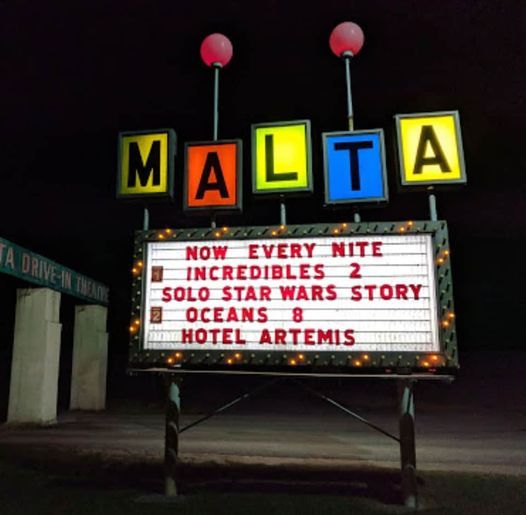 MALTA
NOW EVERY NITE
1 INCREDIBLES 2
SOLO STAR WARS STORY
2 OCEANS 8
HOTEL ARTEMIS
TA DRIVE-IN THEATRE